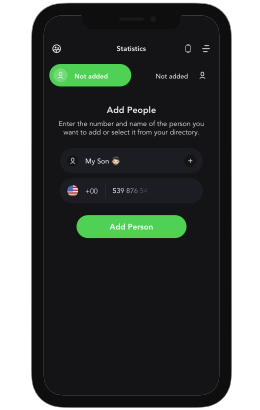 Statistics
Not added
Not added
Add People
Enter the number and name of the person you
want to add or select it from your directory.
My Son 👨🏻
+
+00 539 876 54
Add Person